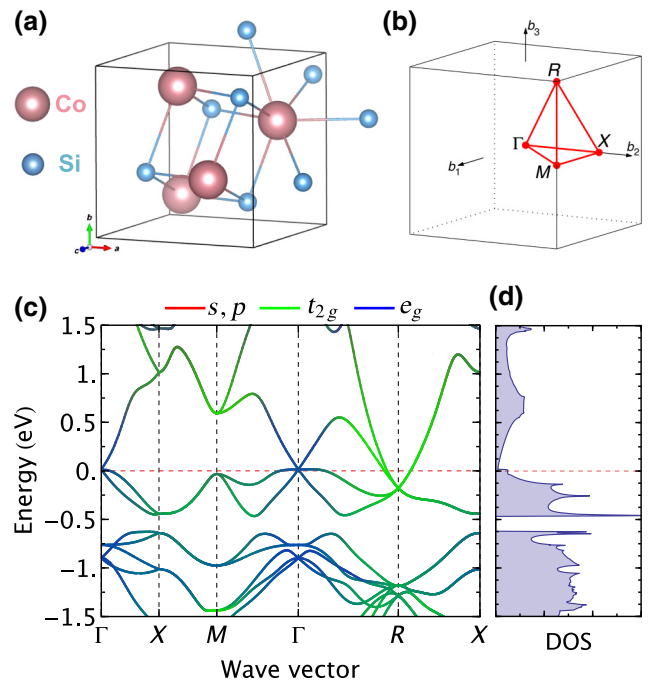 (a)
Co
Si
b
a
c
(b)
b3
R
Γ
X
b2
b1
M
(c)
s, p
t2g
eg
(d)
Energy (eV)
1.5
1.
0.5
0
−0.5
−1.
−1.5
Γ
X
M
Γ
R
X
Wave vector
DOS